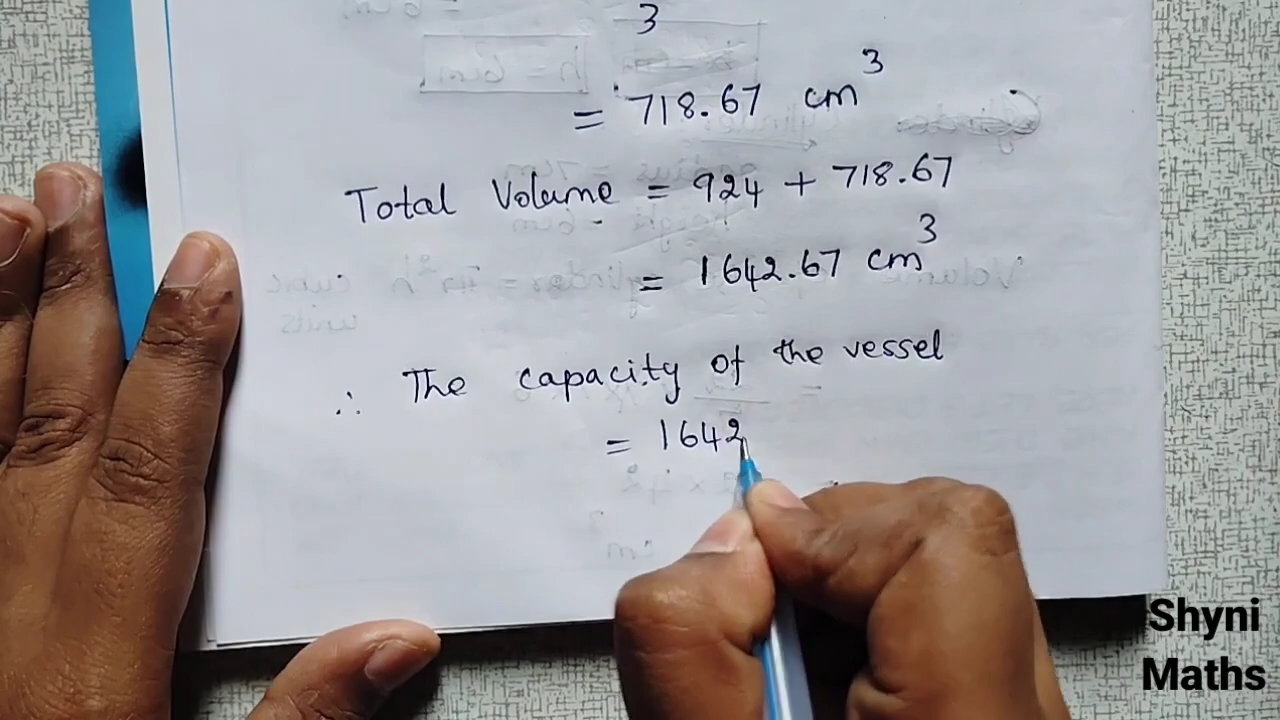 3
= 718.67 cm³
Total Volume = 924 + 718.67
= 1642.67 cm³
∴ The capacity of the vessel
= 1642
Shyni
Maths